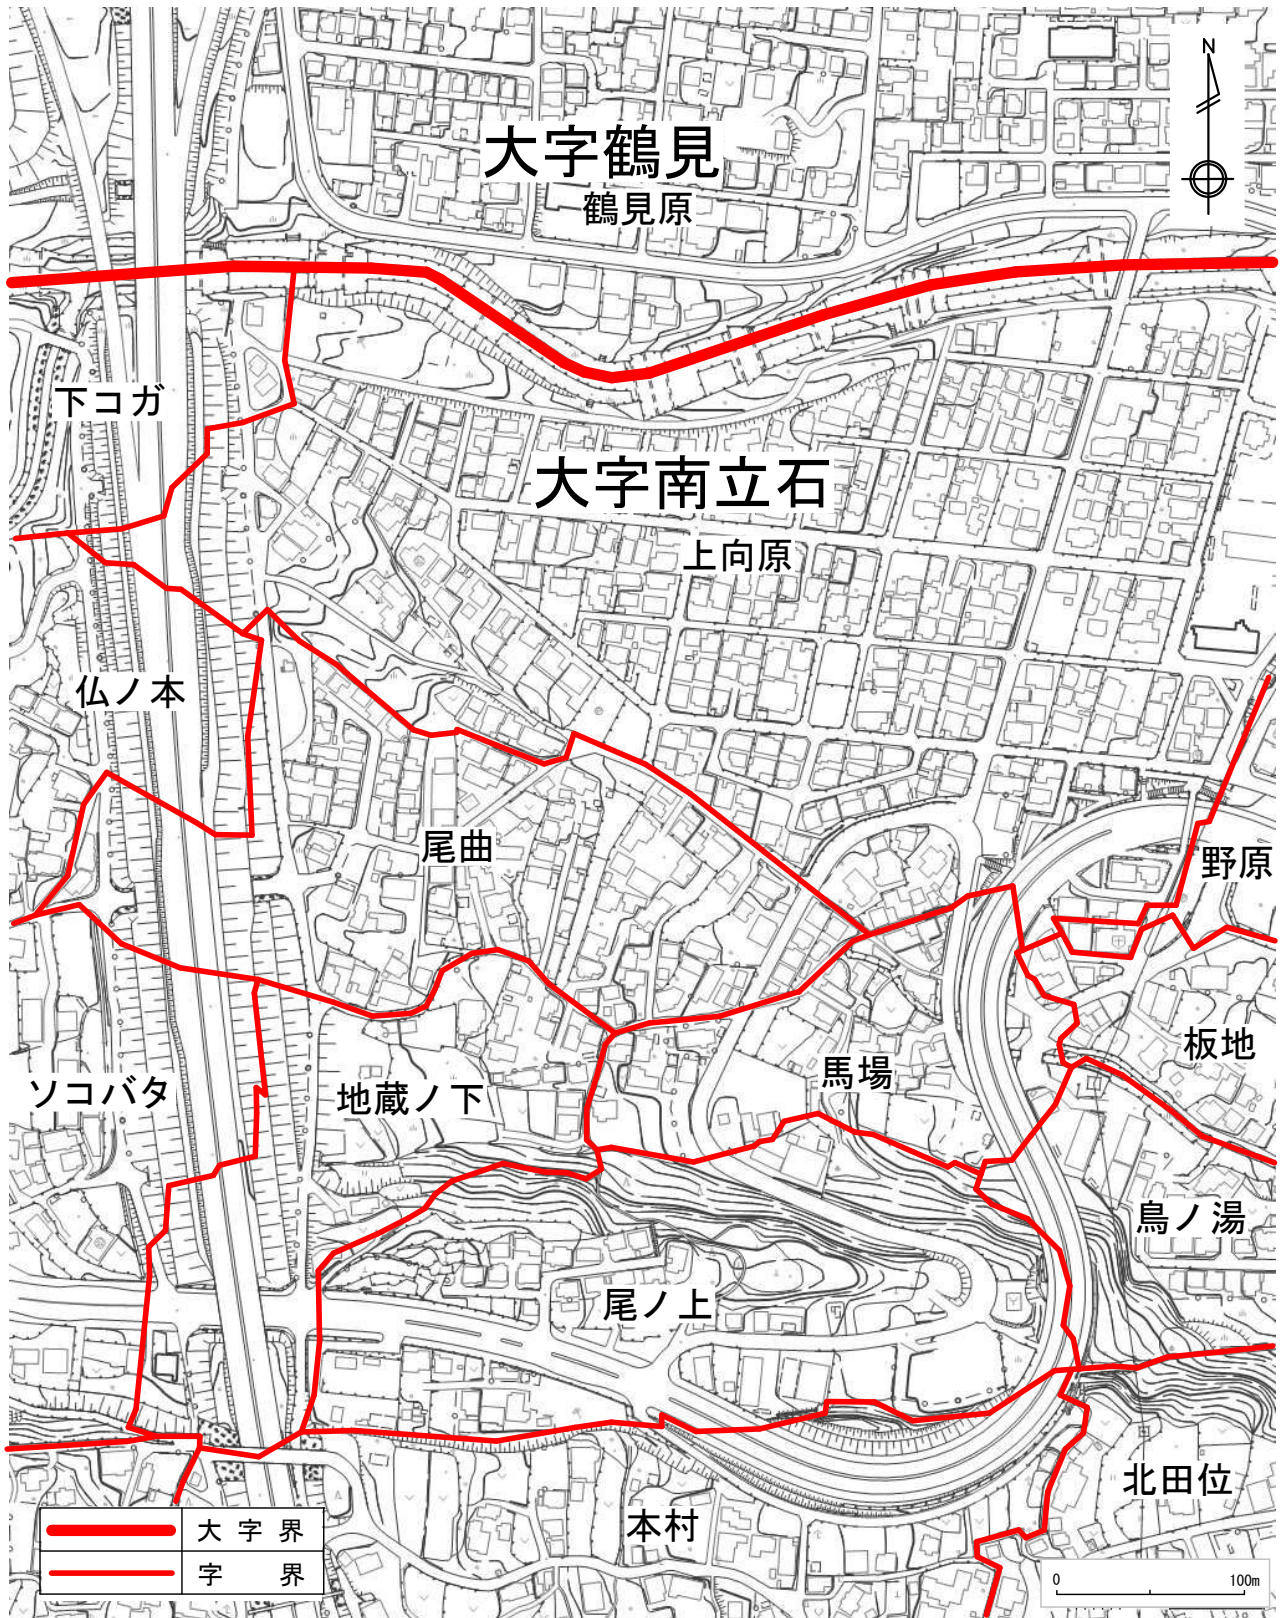 N
大字鶴見
鶴見原
下コガ
大字南立石
上向原
仏ノ本
尾曲
野原
板地
馬場
ソコバタ
地蔵ノ下
鳥ノ湯
尾ノ上
北田位
本村
大字界
字界
0 100m